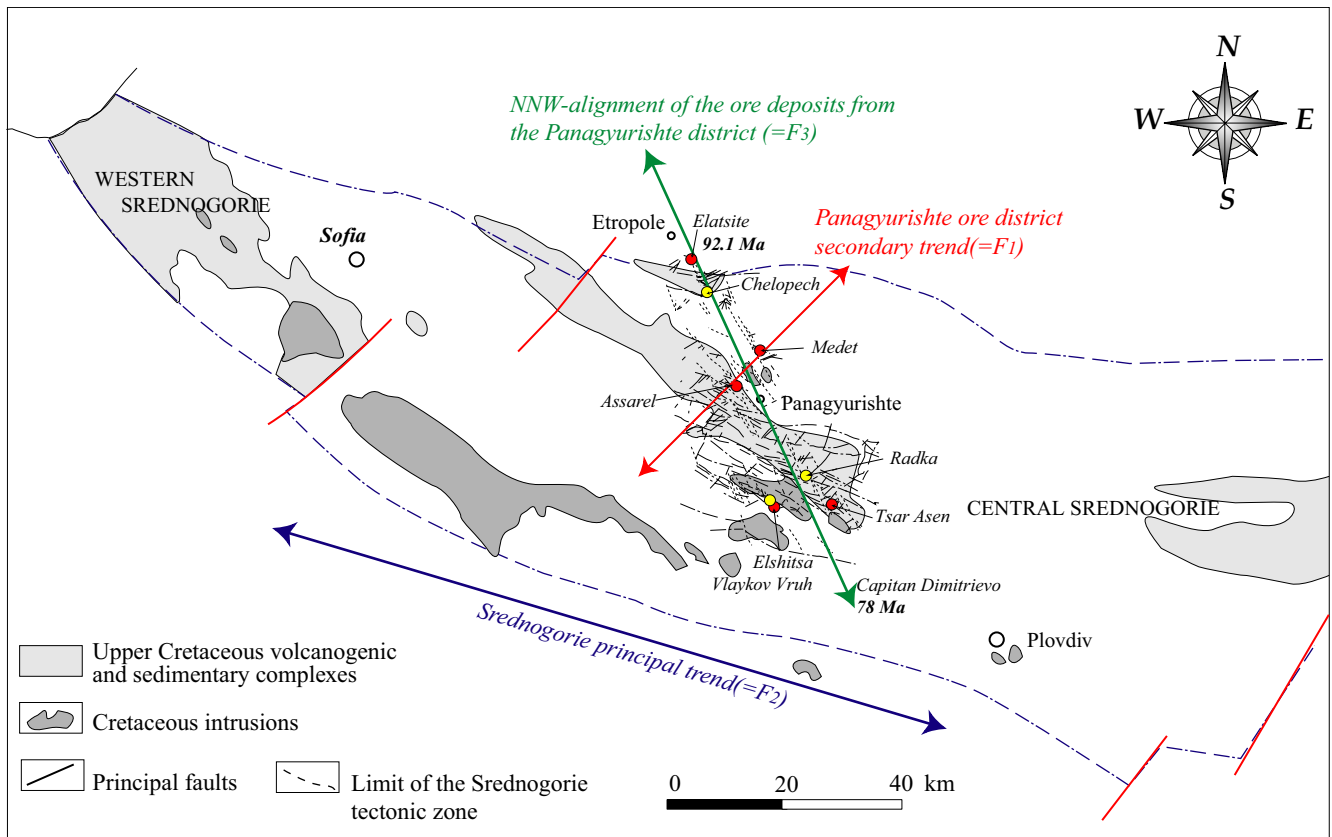 N
NNW-alignment of the ore deposits from
the Panagyurishte district (=F3)
W
E
S
WESTERN
SREDNOGORIE
Sofia
Etropole
Elatsite
92.1 Ma
Panagyurishte ore district
secondary trend(=F1)
Chelopech
Medet
Assarel
Panagyurishte
Radka
Tsar Asen
CENTRAL SREDNOGORIE
Elshitsa
Vlaykov Vruh
Capitan Dimitrievo
78 Ma
Srednogorie principal trend(=F2)
Plovdiv
Upper Cretaceous volcanogenic
and sedimentary complexes
Cretaceous intrusions
Principal faults
Limit of the Srednogorie
tectonic zone
0 20 40 km